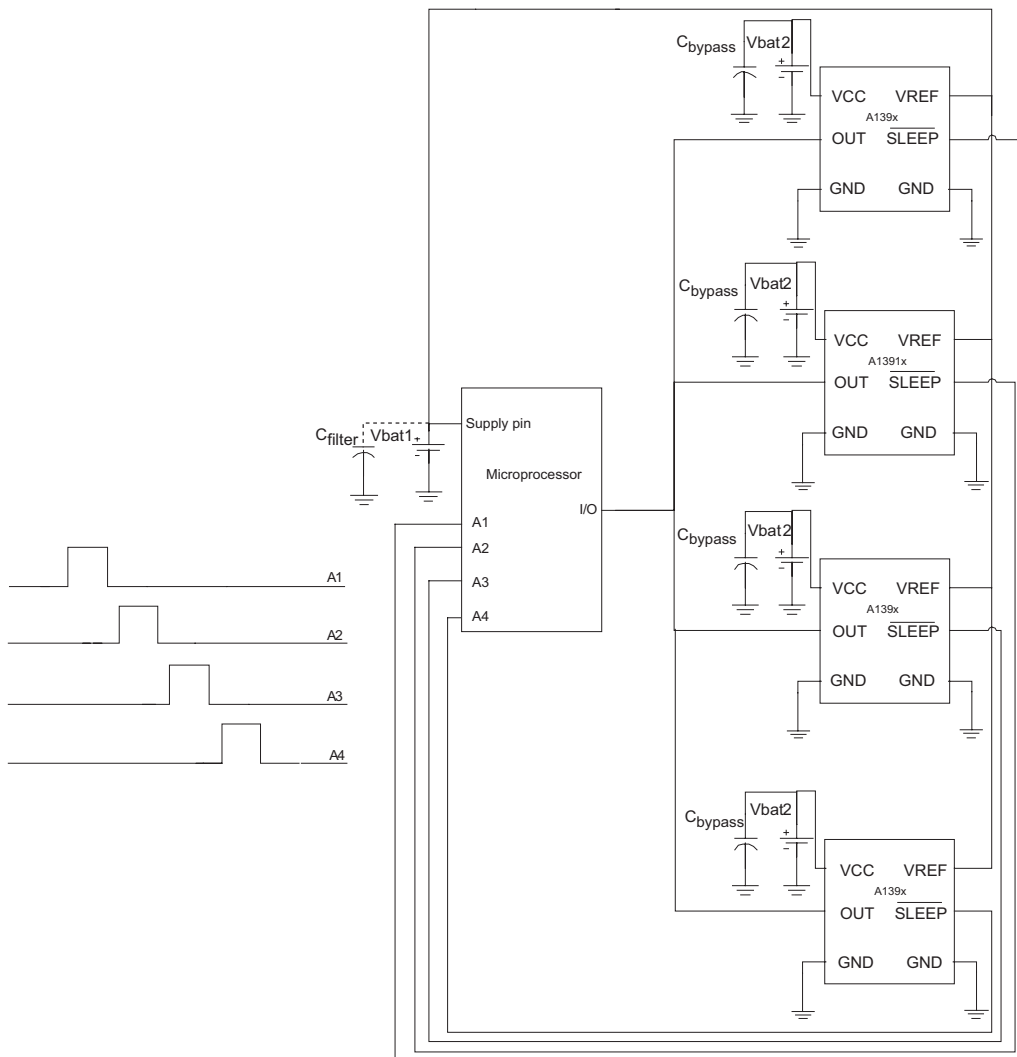 Cbypass Vbat2
+
-
VCC VREF
A139x
OUT SLEEP
GND GND
Cbypass Vbat2
+
-
VCC VREF
A1391x
OUT SLEEP
GND GND
Cfilter Vbat1
+
-
Supply pin
Microprocessor
I/O
A1
A2
A3
A4
Cbypass Vbat2
+
-
VCC VREF
A139x
OUT SLEEP
GND GND
A1
A2
A3
A4
Cbypass Vbat2
+
-
VCC VREF
A139x
OUT SLEEP
GND GND